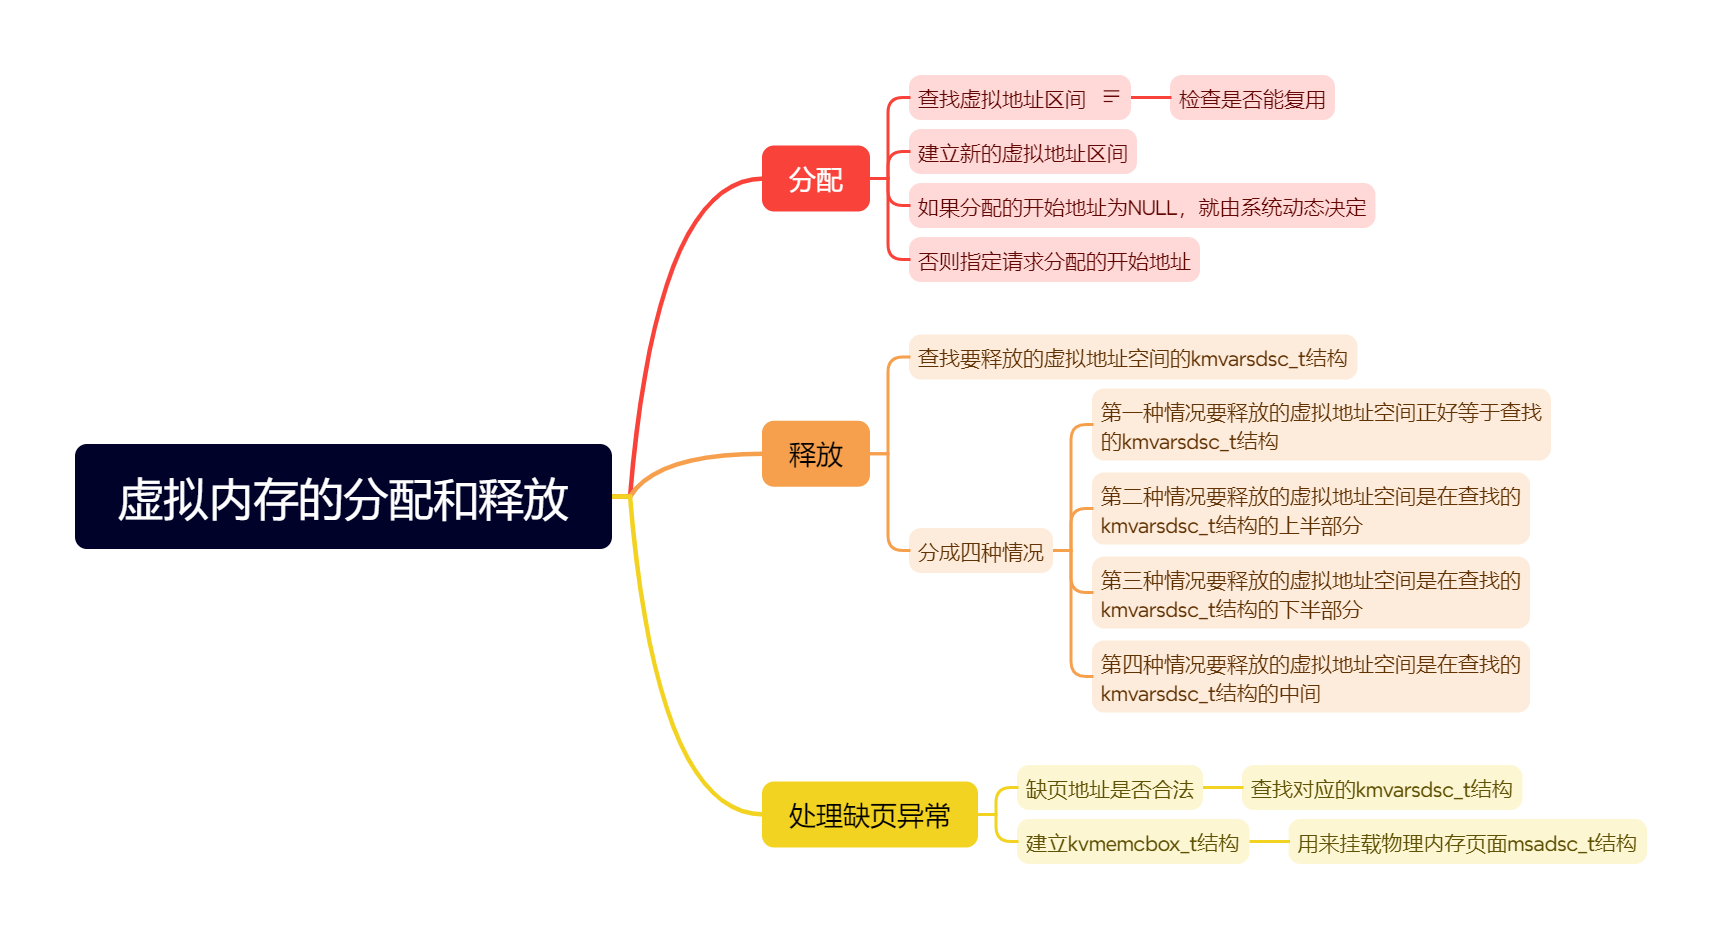 虚拟内存的分配和释放
分配
查找虚拟地址区间
检查是否能复用
建立新的虚拟地址区间
如果分配的开始地址为NULL，就由系统动态决定
否则指定请求分配的开始地址
释放
查找要释放的虚拟地址空间的kmvarsdsc_t结构
分成四种情况
第一种情况要释放的虚拟地址空间正好等于查找
的kmvarsdsc_t结构
第二种情况要释放的虚拟地址空间是在查找的
kmvarsdsc_t结构的上半部分
第三种情况要释放的虚拟地址空间是在查找的
kmvarsdsc_t结构的下半部分
第四种情况要释放的虚拟地址空间是在查找的
kmvarsdsc_t结构的中间
处理缺页异常
缺页地址是否合法
查找对应的kmvarsdsc_t结构
建立kvmemcbox_t结构
用来挂载物理内存页面msadsc_t结构